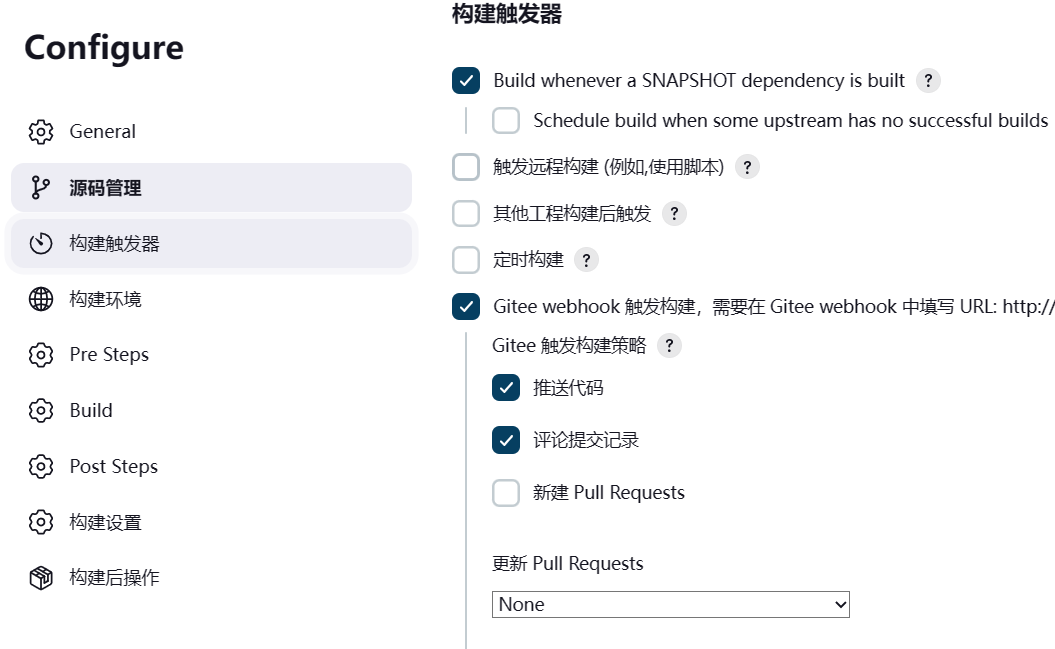 Configure
General
源码管理
构建触发器
构建环境
Pre Steps
Build
Post Steps
构建设置
构建后操作
构建触发器
Build whenever a SNAPSHOT dependency is built ?
Schedule build when some upstream has no successful builds
触发远程构建 (例如,使用脚本) ?
其他工程构建后触发 ?
定时构建 ?
Gitee webhook 触发构建，需要在 Gitee webhook 中填写 URL: http://
Gitee 触发构建策略 ?
推送代码
评论提交记录
新建 Pull Requests
更新 Pull Requests
None